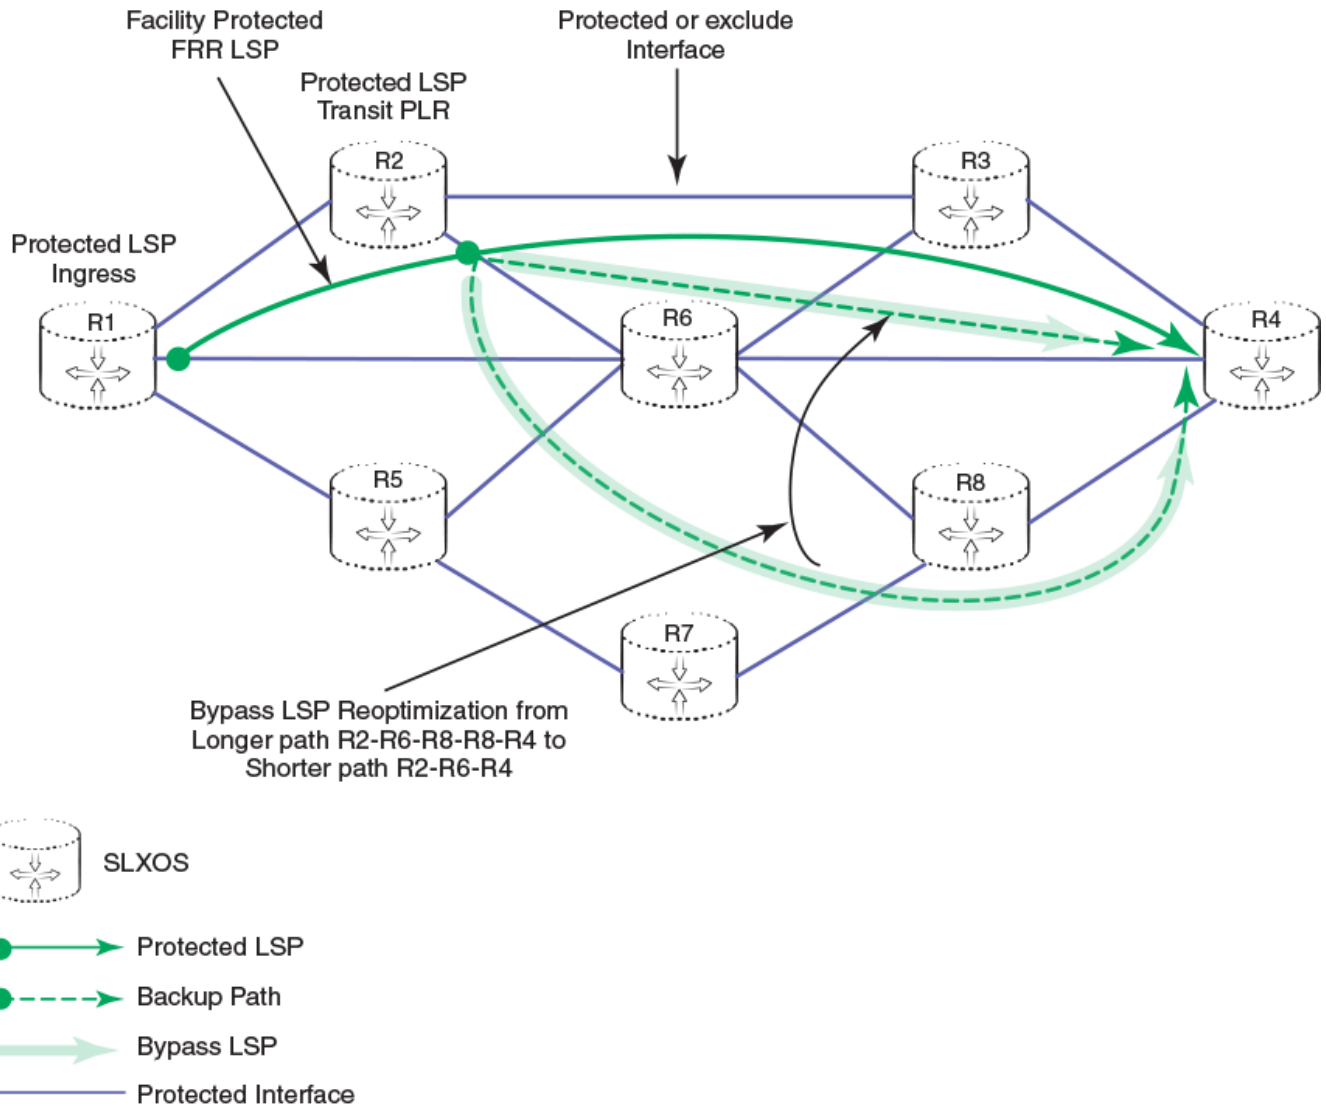 Facility Protected
FRR LSP
Protected or exclude
Interface
Protected LSP
Transit PLR
R2
R3
Protected LSP
Ingress
R1
R6
R4
R5
R8
R7
Bypass LSP Reoptimization from
Longer path R2-R6-R8-R8-R4 to
Shorter path R2-R6-R4
SLXOS
Protected LSP
Backup Path
Bypass LSP
Protected Interface